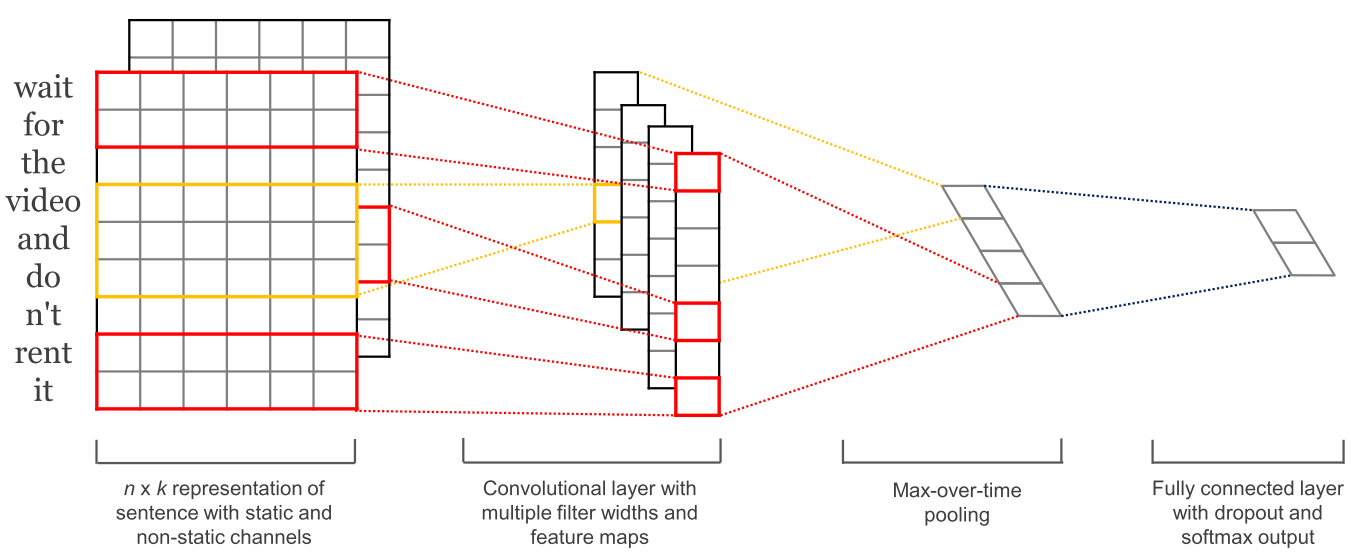 wait
for
the
video
and
do
n't
rent
it
n x k representation of
sentence with static and
non-static channels
Convolutional layer with
multiple filter widths and
feature maps
Max-over-time
pooling
Fully connected layer
with dropout and
softmax output